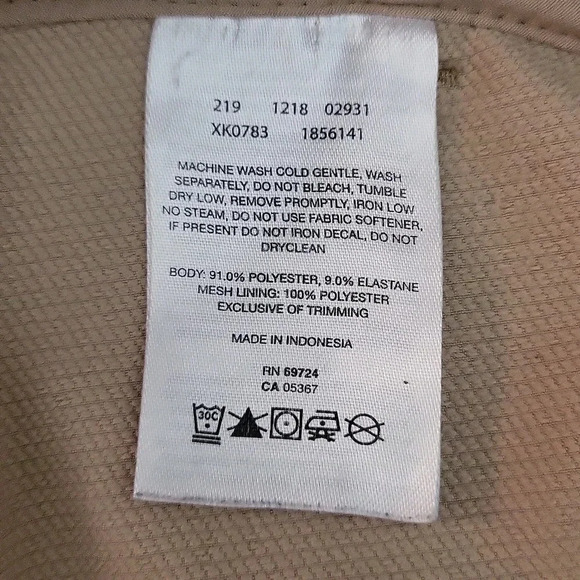 219 1218 02931
XK0783 1856141
MACHINE WASH COLD GENTLE, WASH
SEPARATELY, DO NOT BLEACH, TUMBLE
DRY LOW, REMOVE PROMPTLY, IRON LOW
NO STEAM, DO NOT USE FABRIC SOFTENER,
IF PRESENT DO NOT IRON DECAL, DO NOT
DRYCLEAN
BODY: 91.0% POLYESTER, 9.0% ELASTANE
MESH LINING: 100% POLYESTER
EXCLUSIVE OF TRIMMING
MADE IN INDONESIA
RN 69724
CA 05367
30C